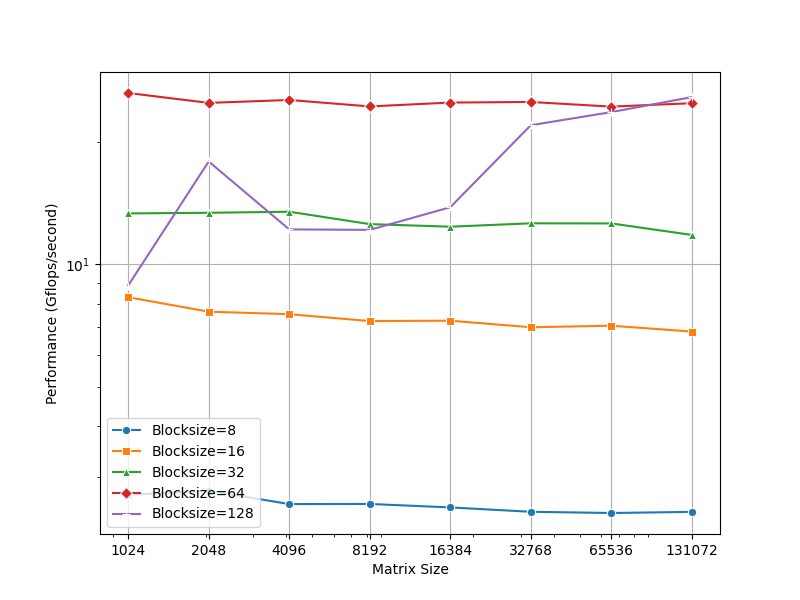 Performance (Gflops/second)
10¹
Blocksize=8
Blocksize=16
Blocksize=32
Blocksize=64
Blocksize=128
1024 2048 4096 8192 16384 32768 65536 131072
Matrix Size